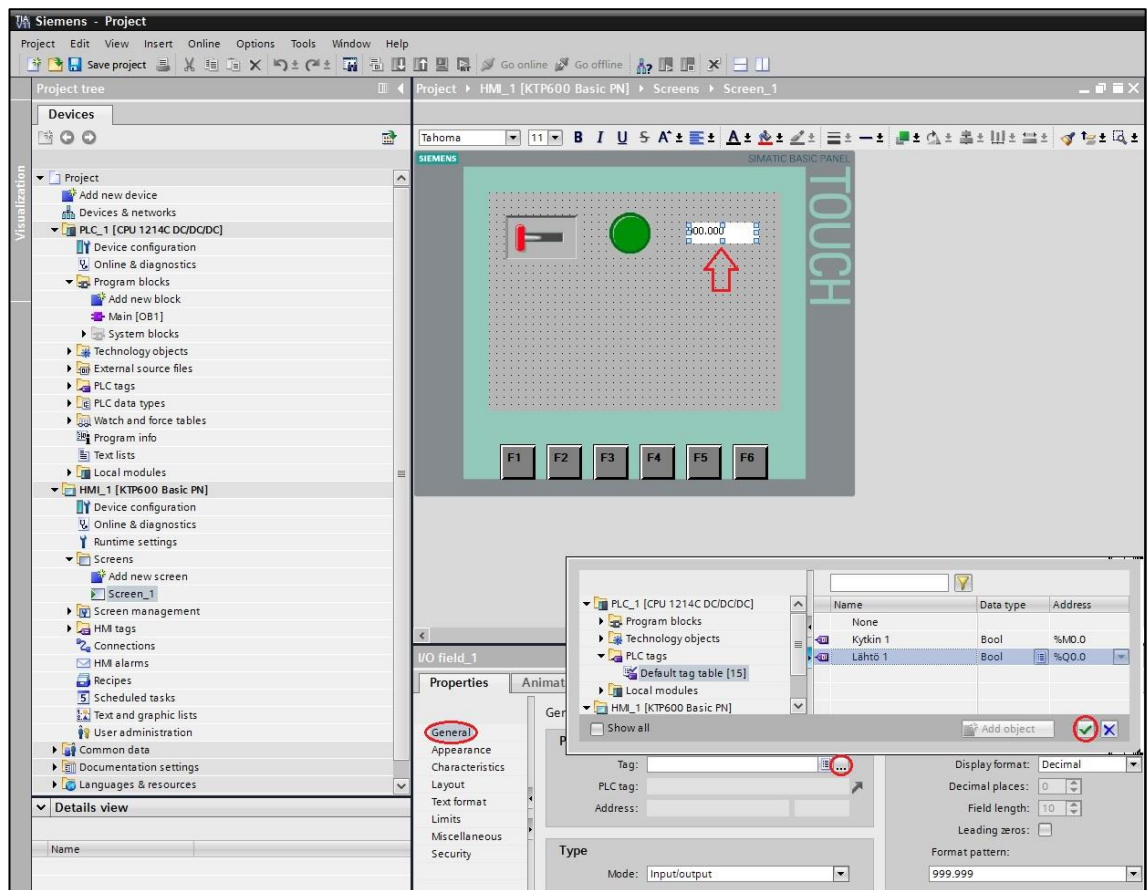 Siemens - Project
Project Edit View Insert Online Options Tools Window Help
Save project Go online Go offline
Project tree
Project ▸ HMI_1 [KTP600 Basic PN] ▸ Screens ▸ Screen_1
Devices
Tahoma 11 B I U S A A
Visualization
SIEMENS SIMATIC BASIC PANEL
TOUCH
Project
Add new device
Devices & networks
PLC_1 [CPU 1214C DC/DC/DC]
Device configuration
Online & diagnostics
Program blocks
Add new block
Main [OB1]
System blocks
Technology objects
External source files
PLC tags
PLC data types
Watch and force tables
Program info
Text lists
Local modules
HMI_1 [KTP600 Basic PN]
Device configuration
Online & diagnostics
Runtime settings
Screens
Add new screen
Screen_1
Screen management
HMI tags
Connections
HMI alarms
Recipes
Scheduled tasks
Text and graphic lists
User administration
Common data
Documentation settings
Languages & resources
Details view
Name
F1 F2 F3 F4 F5 F6
PLC_1 [CPU 1214C DC/DC/DC]
Program blocks
Technology objects
PLC tags
Default tag table [15]
Local modules
HMI_1 [KTP600 Basic PN]
Name Data type Address
None
Kytkin 1 Bool %M0.0
Lähtö 1 Bool %Q0.0
Show all Add object
I/O field_1
Properties Animat
General
Appearance
Characteristics
Layout
Text format
Limits
Miscellaneous
Security
Ger
P
Tag: ...
PLC tag:
Address:
Type
Mode: Input/output
Display format: Decimal
Decimal places: 0
Field length: 10
Leading zeros:
Format pattern:
999.999